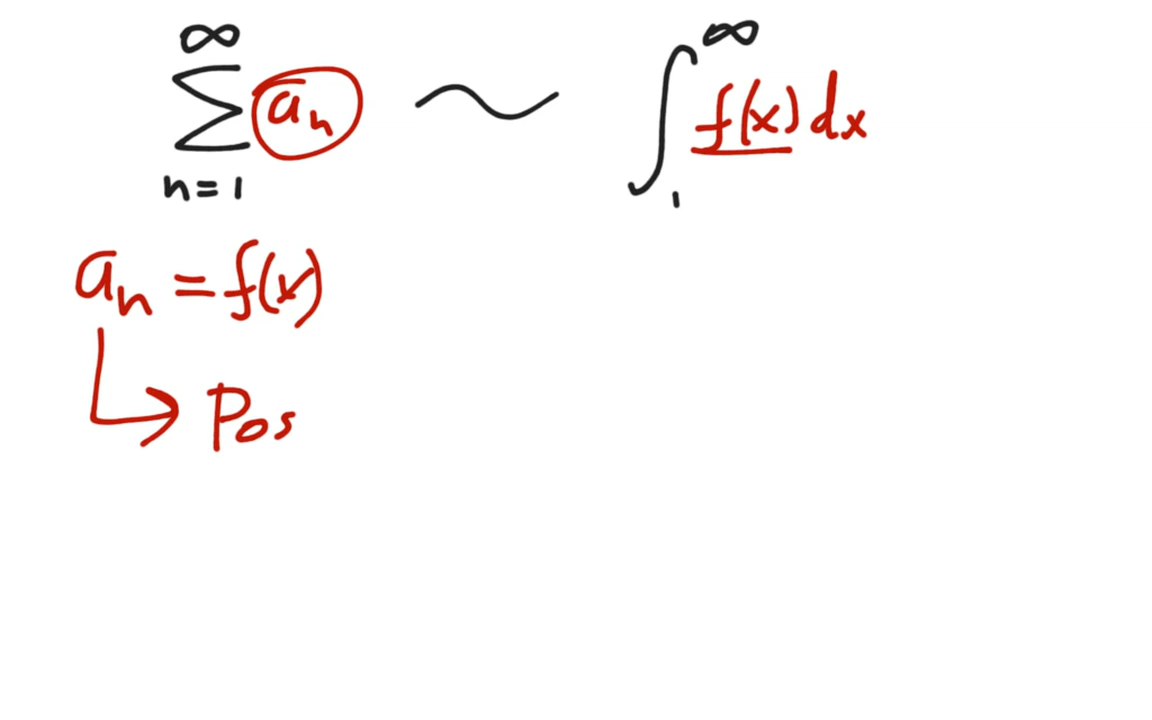 ∞ ∞
∑ aₙ ~ ∫ f(x) dx
n=1 1
aₙ = f(x)
Pos